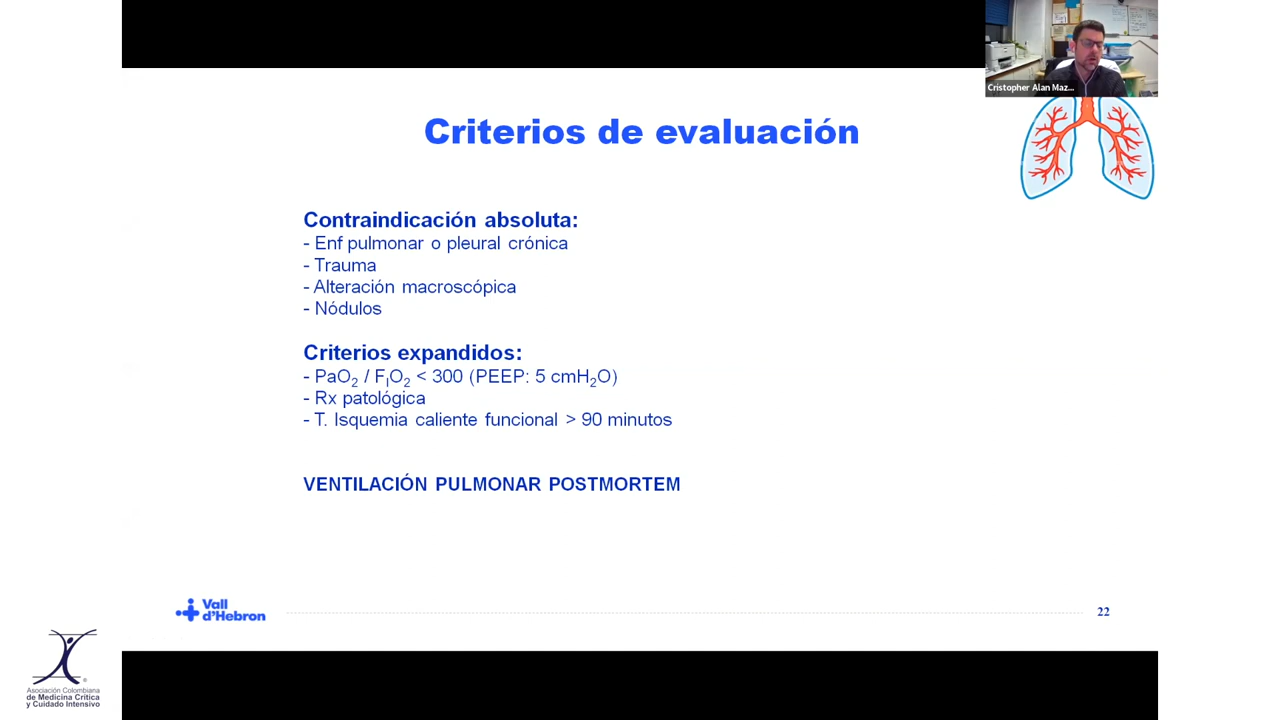 Cristopher Alan Maz...
Criterios de evaluación
Contraindicación absoluta:
- Enf pulmonar o pleural crónica
- Trauma
- Alteración macroscópica
- Nódulos
Criterios expandidos:
- PaO₂ / FᵢO₂ < 300 (PEEP: 5 cmH₂O)
- Rx patológica
- T. Isquemia caliente funcional > 90 minutos
VENTILACIÓN PULMONAR POSTMORTEM
Vall
d'Hebron
22
Asociación Colombiana
de Medicina Crítica
y Cuidado Intensivo